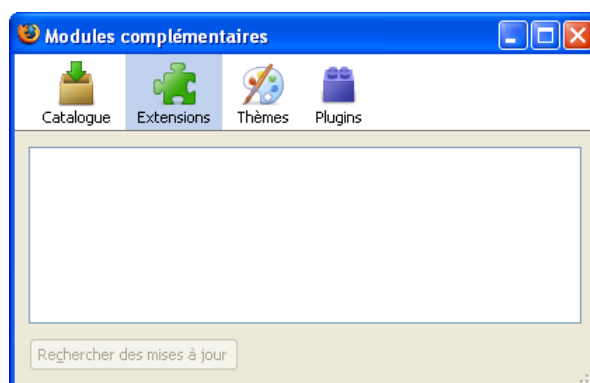 Modules complémentaires
Catalogue Extensions Thèmes Plugins
Rechercher des mises à jour